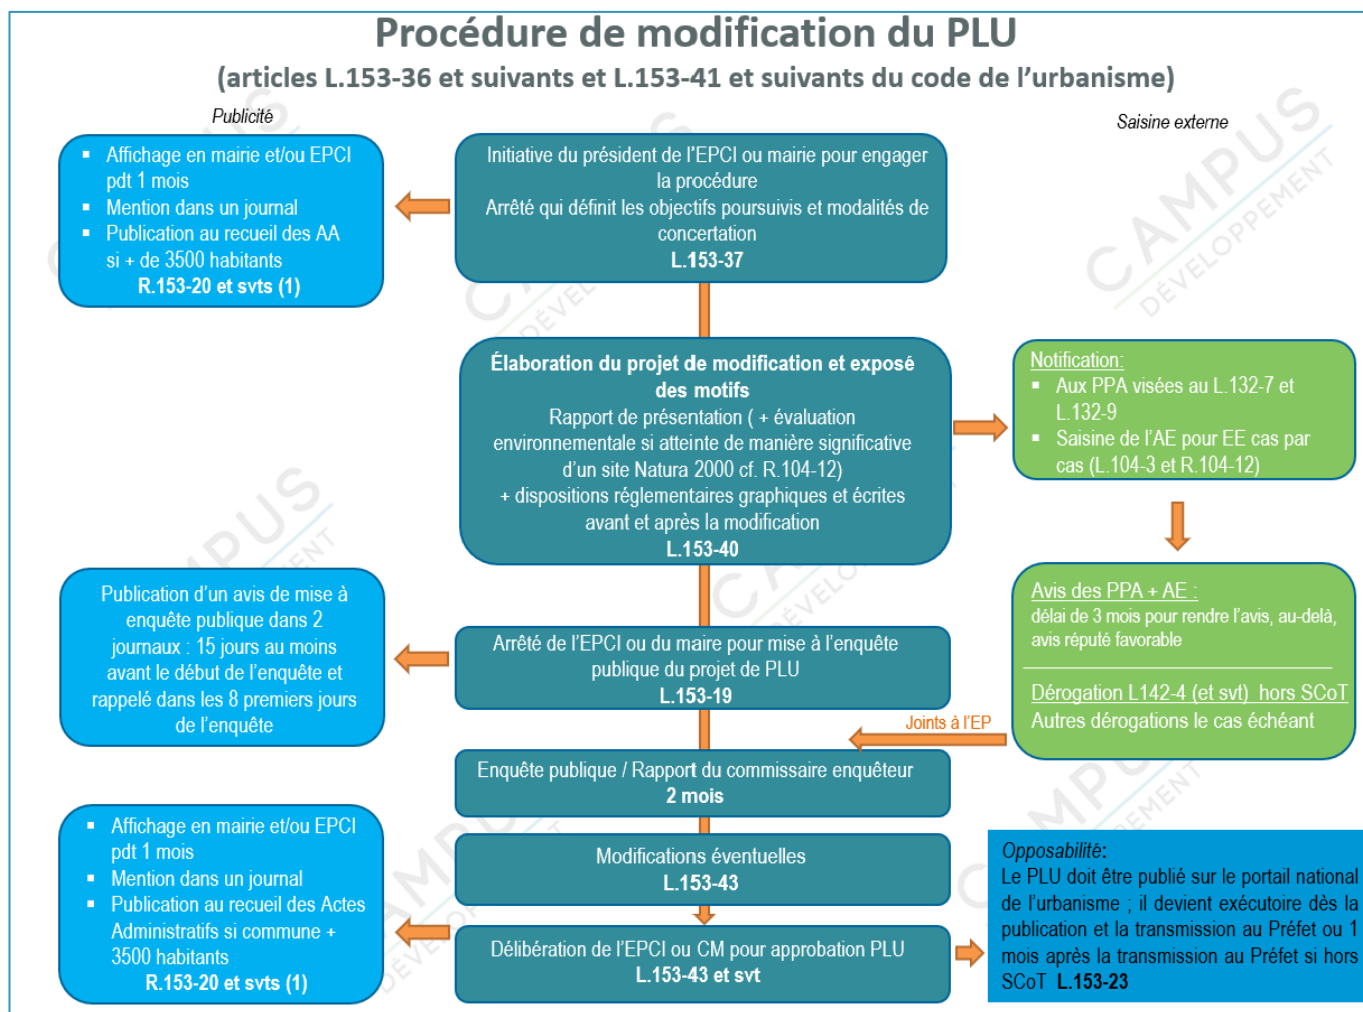 Procédure de modification du PLU
(articles L.153-36 et suivants et L.153-41 et suivants du code de l'urbanisme)
Publicité
Saisine externe
▪ Affichage en mairie et/ou EPCI
pdt 1 mois
▪ Mention dans un journal
▪ Publication au recueil des AA
si + de 3500 habitants
R.153-20 et svts (1)
Initiative du président de l'EPCI ou mairie pour engager
la procédure
Arrêté qui définit les objectifs poursuivis et modalités de
concertation
L.153-37
Élaboration du projet de modification et exposé
des motifs
Rapport de présentation ( + évaluation
environnementale si atteinte de manière significative
d'un site Natura 2000 cf. R.104-12)
+ dispositions réglementaires graphiques et écrites
avant et après la modification
L.153-40
Notification:
▪ Aux PPA visées au L.132-7 et
L.132-9
▪ Saisine de l'AE pour EE cas par
cas (L.104-3 et R.104-12)
Avis des PPA + AE :
délai de 3 mois pour rendre l'avis, au-delà,
avis réputé favorable
Dérogation L142-4 (et svt) hors SCoT
Autres dérogations le cas échéant
Publication d'un avis de mise à
enquête publique dans 2
journaux : 15 jours au moins
avant le début de l'enquête et
rappelé dans les 8 premiers jours
de l'enquête
Arrêté de l'EPCI ou du maire pour mise à l'enquête
publique du projet de PLU
L.153-19
Joints à l'EP
Enquête publique / Rapport du commissaire enquêteur
2 mois
Modifications éventuelles
L.153-43
▪ Affichage en mairie et/ou EPCI
pdt 1 mois
▪ Mention dans un journal
▪ Publication au recueil des Actes
Administratifs si commune +
3500 habitants
R.153-20 et svts (1)
Délibération de l'EPCI ou CM pour approbation PLU
L.153-43 et svt
Opposabilité:
Le PLU doit être publié sur le portail national
de l'urbanisme ; il devient exécutoire dès la
publication et la transmission au Préfet ou 1
mois après la transmission au Préfet si hors
SCoT L.153-23
CAMPUS
DÉVELOPPEMENT